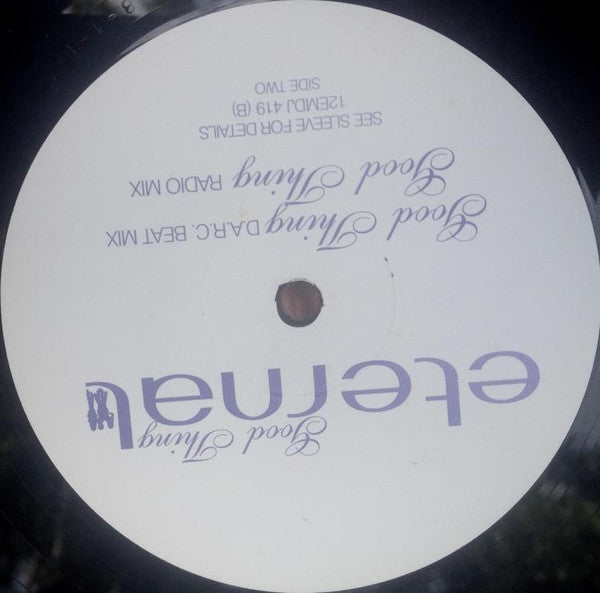 Good Thing
eternal
Good Thing D.A.R.C. BEAT MIX
Good Thing RADIO MIX
SEE SLEEVE FOR DETAILS
12EMDJ 419 (B)
SIDE TWO